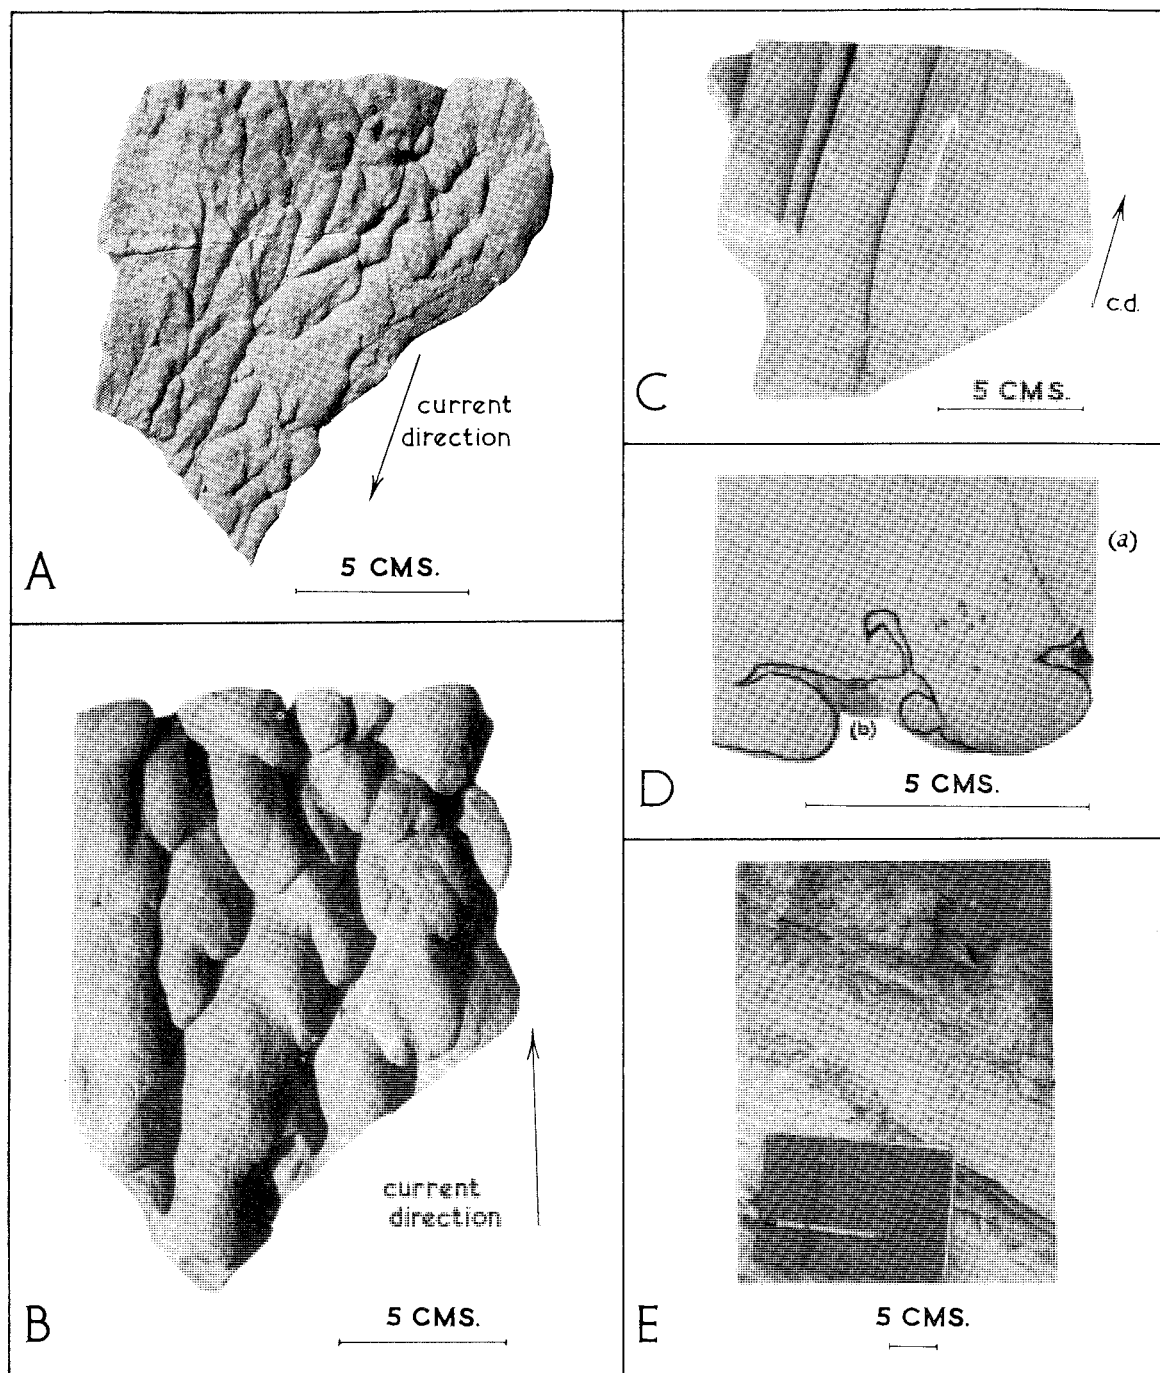 current
direction
A
5 CMS.
current
direction
B
5 CMS.
c.d.
C
5 CMS.
(a)
(b)
D
5 CMS.
E
5 CMS.